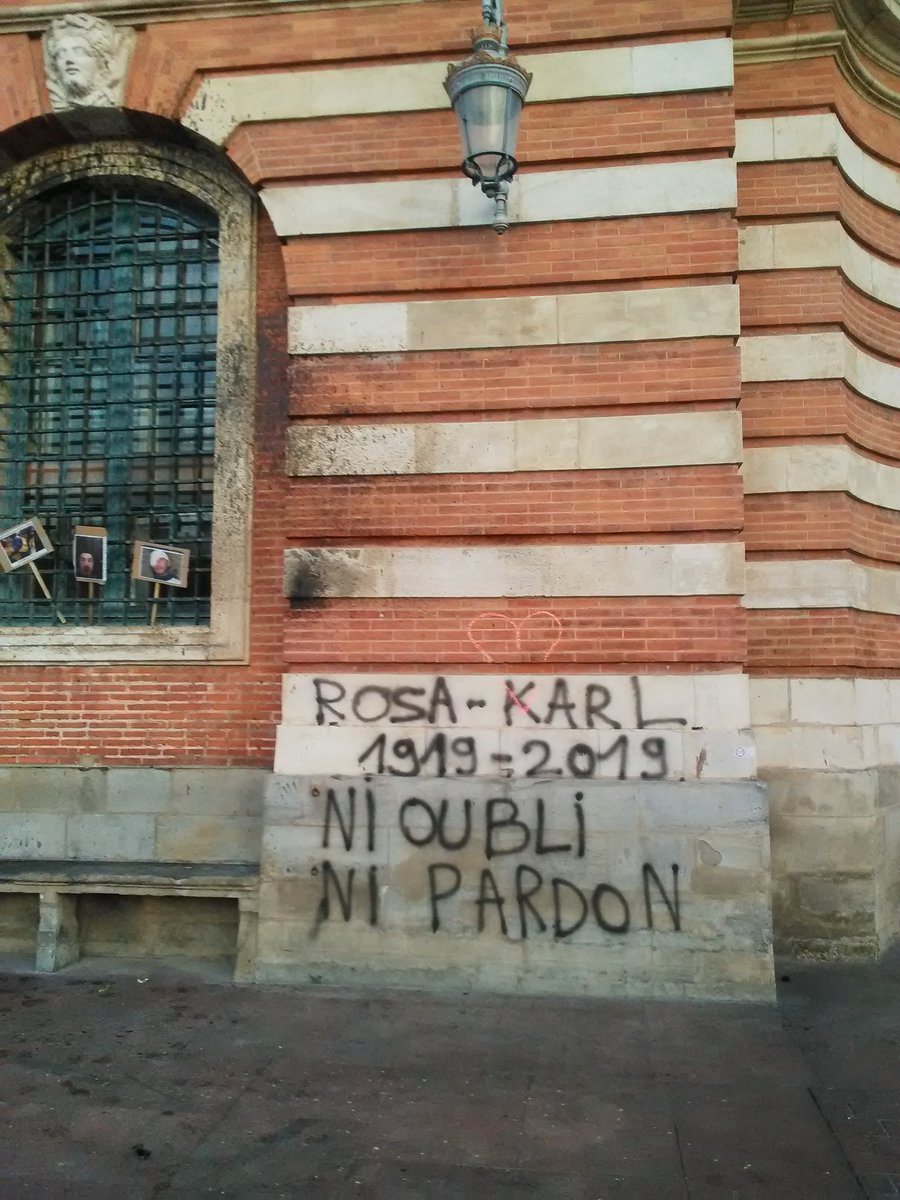 ROSA - KARL
1919 - 2019
Ni OUBLi
Ni PARDON